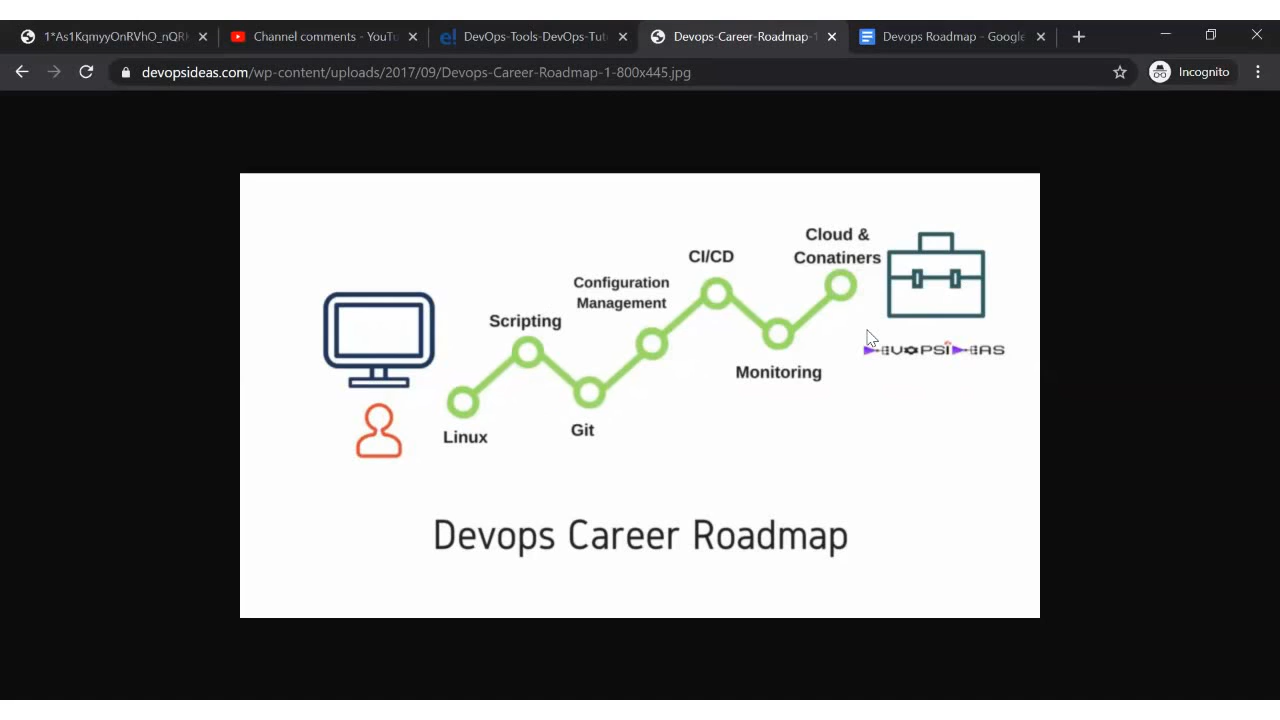 1*As1KqmyyOnRVhO_nQR
Channel comments - YouTu
DevOps-Tools-DevOps-Tut
Devops-Career-Roadmap-1
Devops Roadmap - Google
devopsideas.com/wp-content/uploads/2017/09/Devops-Career-Roadmap-1-800x445.jpg
Incognito
Cloud &
Conatiners
CI/CD
Configuration
Management
Scripting
DEVOPSIDEAS
Monitoring
Git
Linux
Devops Career Roadmap